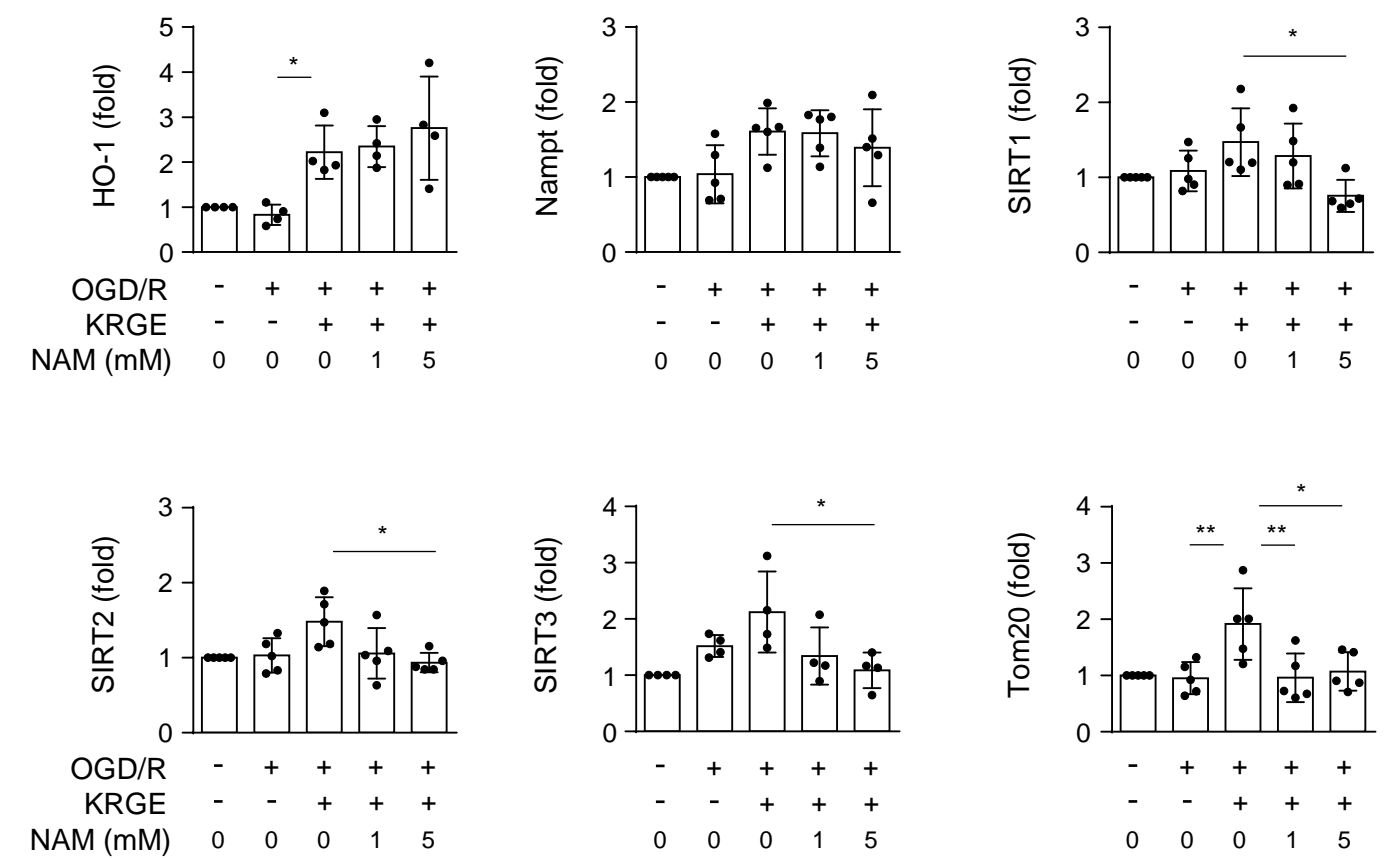 HO-1 (fold)
5
4
3
2
1
0
*
OGD/R - + + + +
KRGE - - + + +
NAM (mM) 0 0 0 1 5
Nampt (fold)
3
2
1
0
- + + + +
- - + + +
0 0 0 1 5
SIRT1 (fold)
3
2
1
0
*
- + + + +
- - + + +
0 0 0 1 5
SIRT2 (fold)
3
2
1
0
*
OGD/R - + + + +
KRGE - - + + +
NAM (mM) 0 0 0 1 5
SIRT3 (fold)
4
3
2
1
0
*
- + + + +
- - + + +
0 0 0 1 5
Tom20 (fold)
4
3
2
1
0
*
** **
- + + + +
- - + + +
0 0 0 1 5